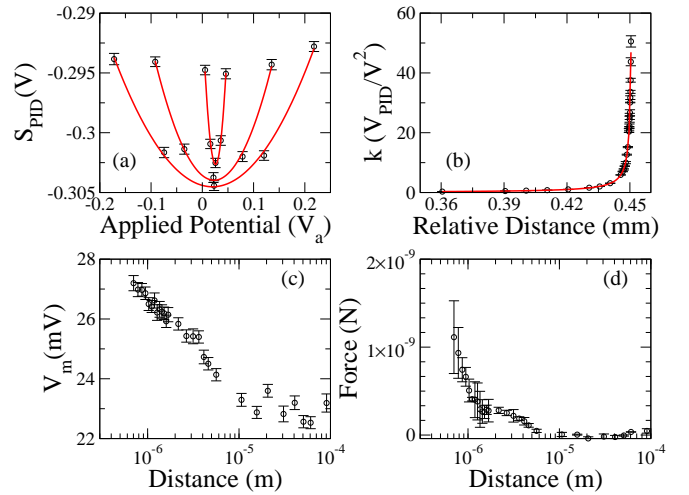 -0.29
-0.295
-0.3
-0.305
S_PID(V)
(a)
-0.2 -0.1 0 0.1 0.2
Applied Potential (V_a)
60
40
20
0
k (V_PID/V^2)
(b)
0.36 0.39 0.42 0.45
Relative Distance (mm)
27
26
25
24
23
22
V_m(mV)
(c)
10^-6 10^-5 10^-4
Distance (m)
2×10^-9
1×10^-9
0
Force (N)
(d)
10^-6 10^-5 10^-4
Distance (m)